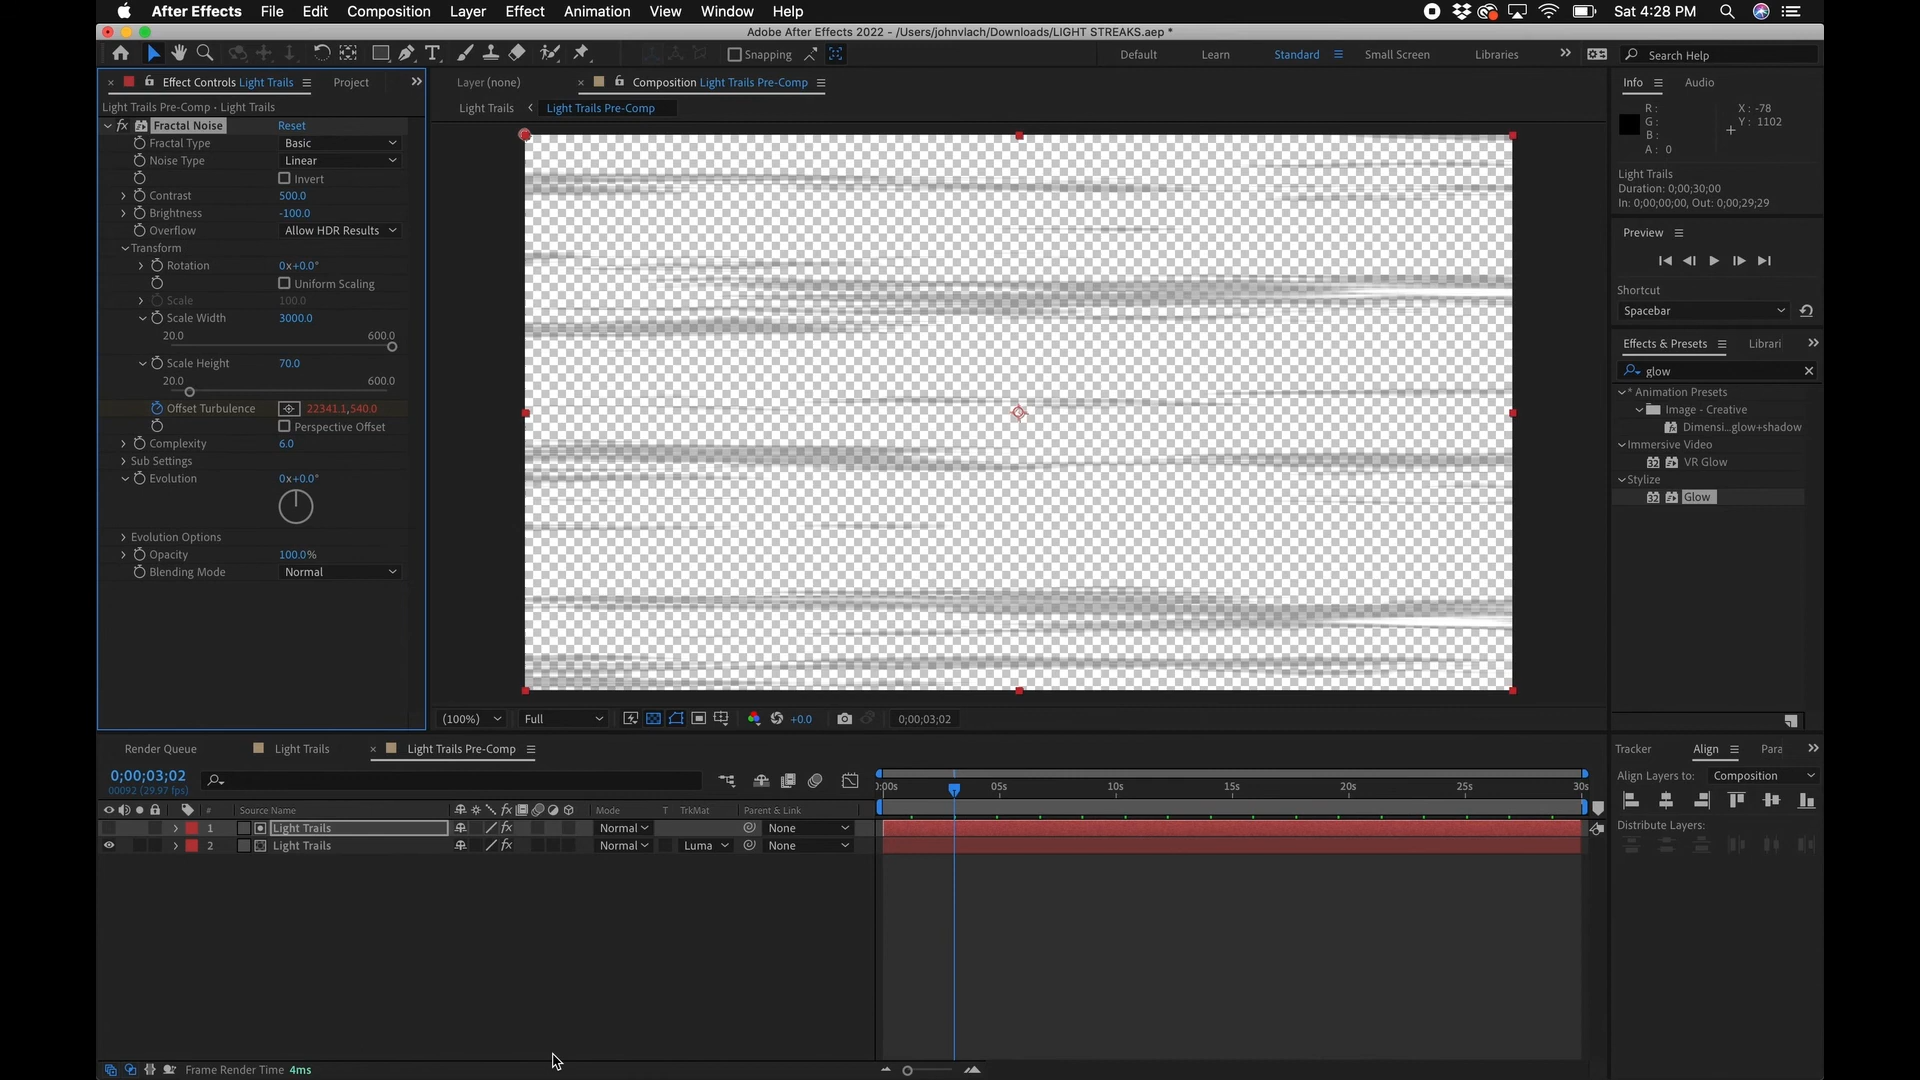 After Effects File Edit Composition Layer Effect Animation View Window Help Sat 4:28 PM
Adobe After Effects 2022 - /Users/johnvlach/Downloads/LIGHT STREAKS.aep *
Snapping Default Learn Standard Small Screen Libraries Search Help
Effect Controls Light Trails Project
Layer (none) Composition Light Trails Pre-Comp
Info Audio
Light Trails Pre-Comp • Light Trails
Light Trails Light Trails Pre-Comp
R: X: -78
G: Y: 1102
B:
A: 0
fx Fractal Noise Reset
Fractal Type Basic
Noise Type Linear
Invert
Contrast 500.0
Brightness -100.0
Overflow Allow HDR Results
Transform
Rotation 0x+0.0°
Uniform Scaling
Scale 100.0
Scale Width 3000.0
20.0 600.0
Scale Height 70.0
20.0 600.0
Offset Turbulence 22341.1,540.0
Perspective Offset
Complexity 6.0
Sub Settings
Evolution 0x+0.0°
Evolution Options
Opacity 100.0%
Blending Mode Normal
Light Trails
Duration: 0;00;30;00
In: 0;00;00;00, Out: 0;00;29;29
Preview
Shortcut
Spacebar
Effects & Presets Librari
glow
* Animation Presets
Image - Creative
Dimensi...glow+shadow
Immersive Video
32 VR Glow
Stylize
32 Glow
(100%) Full +0.0 0;00;03;02
Render Queue Light Trails Light Trails Pre-Comp
Tracker Align Para
0;00;03;02
00092 (29.97 fps)
05s 10s 15s 20s 25s 30s
Align Layers to: Composition
# Source Name fx Mode T TrkMat Parent & Link
1 Light Trails fx Normal None
2 Light Trails fx Normal Luma None
Distribute Layers:
Frame Render Time 4ms